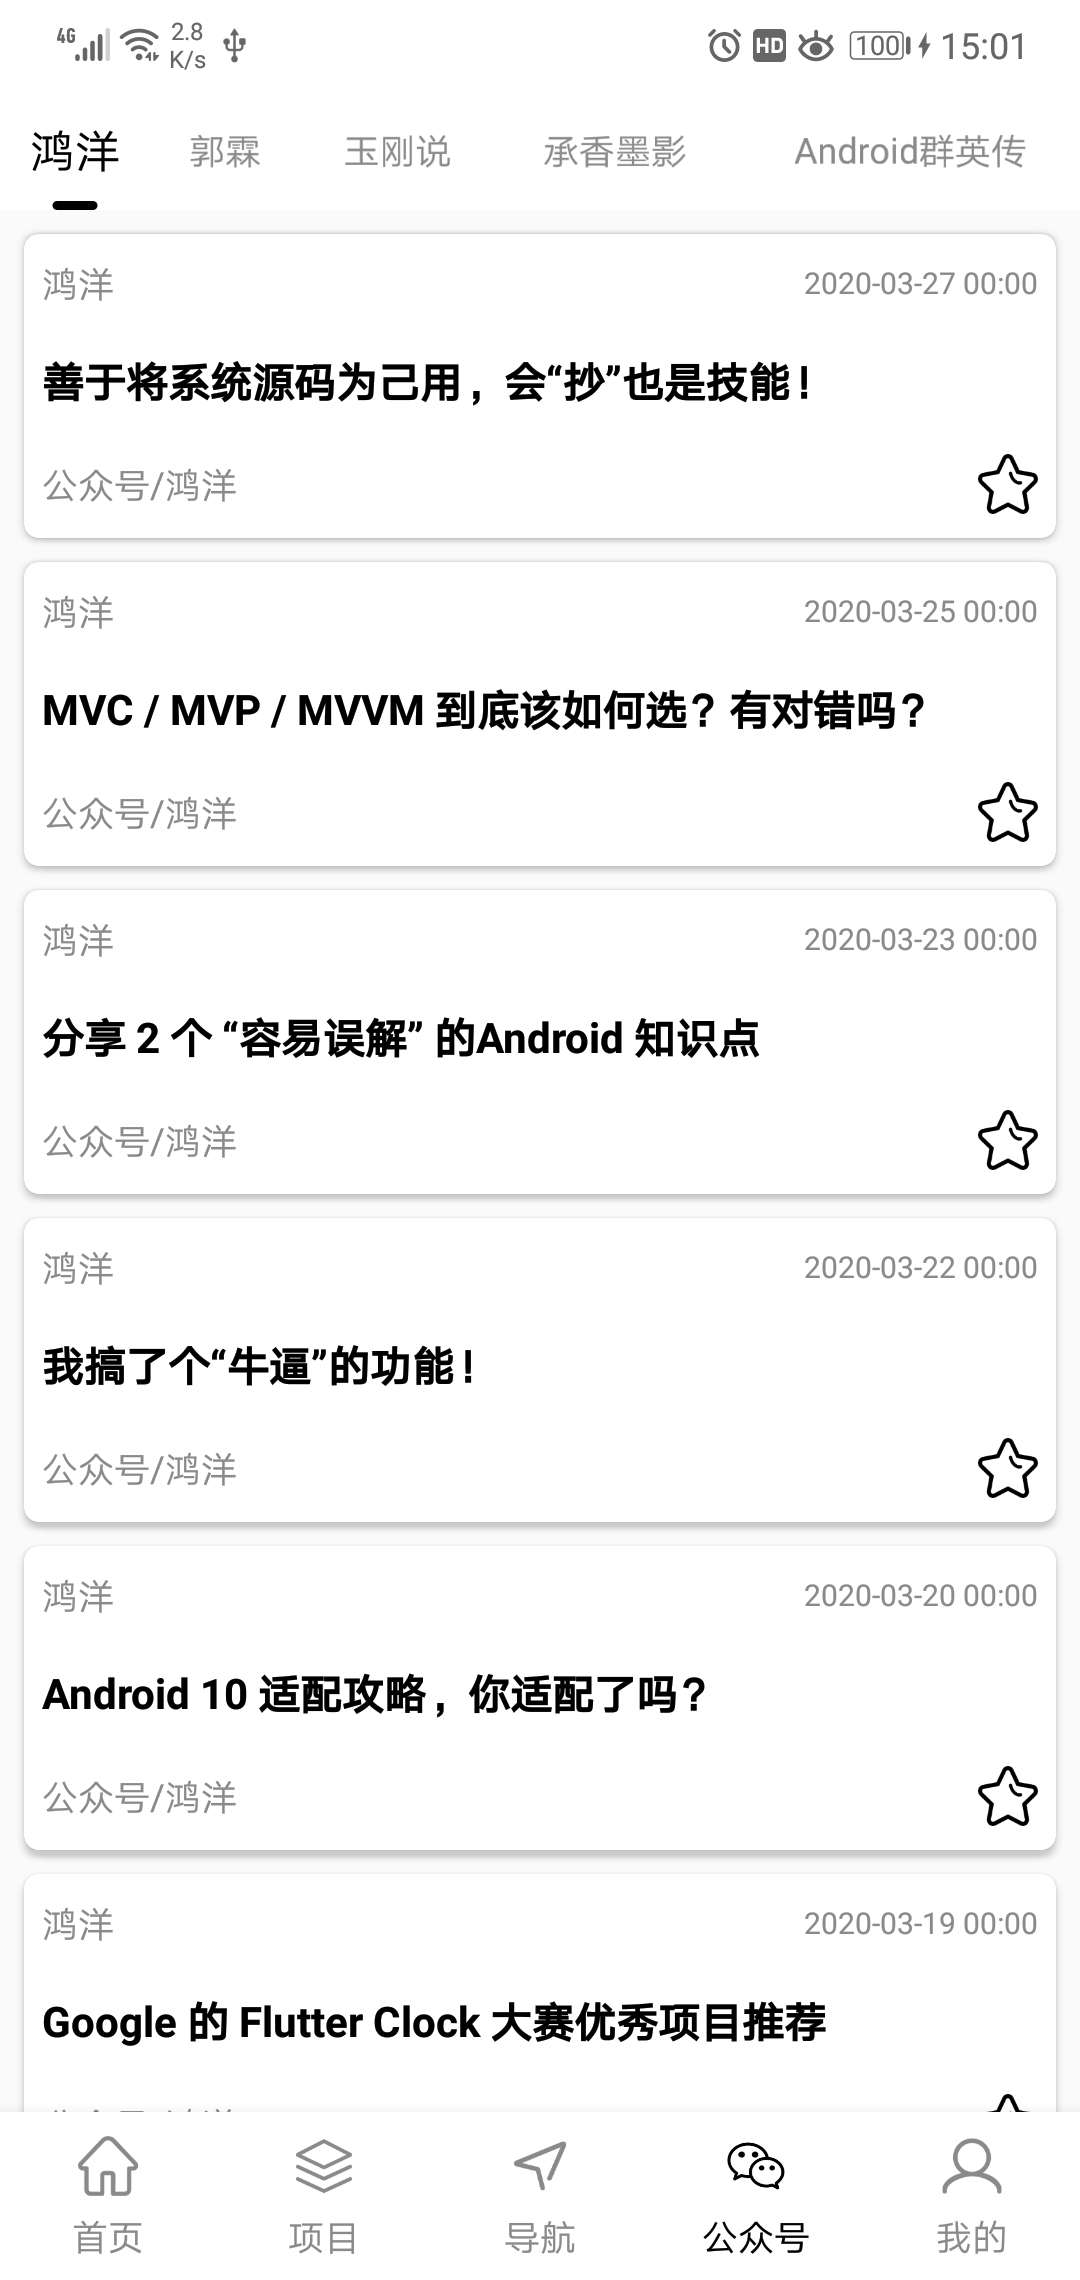 4G 2.8 K/s HD 100 15:01
鸿洋 郭霖 玉刚说 承香墨影 Android群英传
鸿洋 2020-03-27 00:00
善于将系统源码为己用，会“抄”也是技能！
公众号/鸿洋
鸿洋 2020-03-25 00:00
MVC / MVP / MVVM 到底该如何选？有对错吗？
公众号/鸿洋
鸿洋 2020-03-23 00:00
分享 2 个 “容易误解” 的Android 知识点
公众号/鸿洋
鸿洋 2020-03-22 00:00
我搞了个“牛逼”的功能！
公众号/鸿洋
鸿洋 2020-03-20 00:00
Android 10 适配攻略，你适配了吗？
公众号/鸿洋
鸿洋 2020-03-19 00:00
Google 的 Flutter Clock 大赛优秀项目推荐
首页 项目 导航 公众号 我的